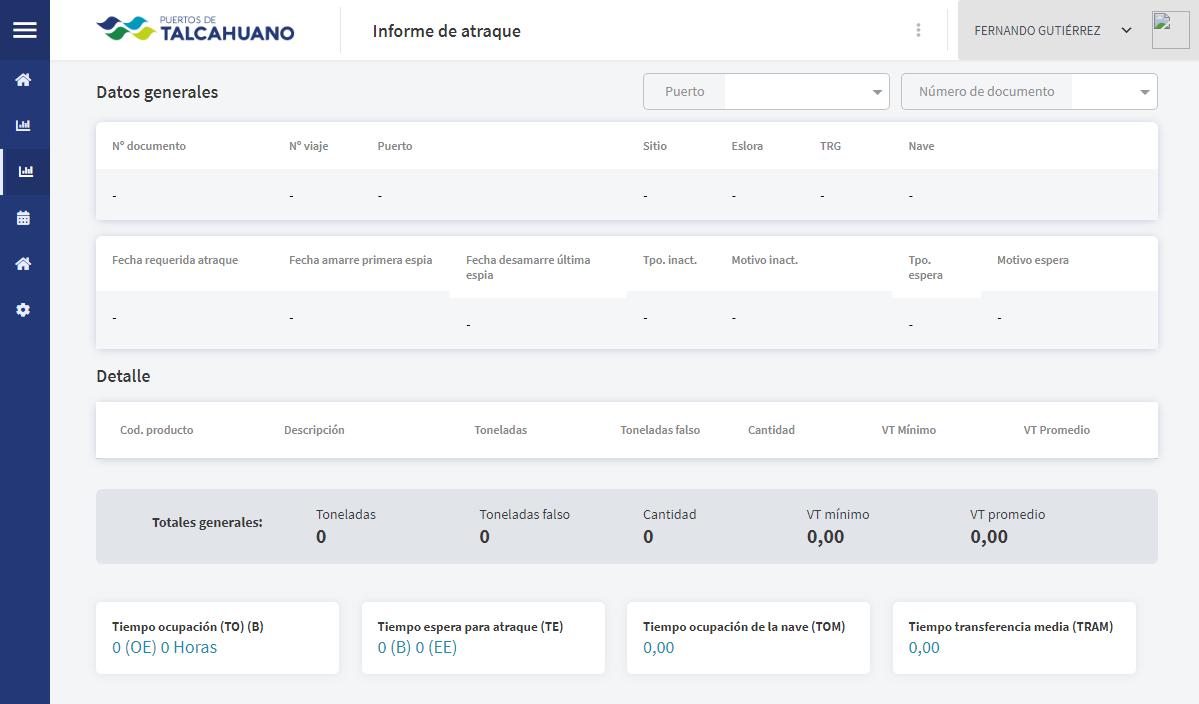 PUERTOS DE
TALCAHUANO
Informe de atraque
FERNANDO GUTIÉRREZ
Datos generales
Puerto
Número de documento
Nº documento Nº viaje Puerto Sitio Eslora TRG Nave
- - - - - - -
Fecha requerida atraque Fecha amarre primera espia Fecha desamarre última espia Tpo. inact. Motivo inact. Tpo. espera Motivo espera
- - - - - - -
Detalle
Cod. producto Descripción Toneladas Toneladas falso Cantidad VT Mínimo VT Promedio
Totales generales:
Toneladas Toneladas falso Cantidad VT mínimo VT promedio
0 0 0 0,00 0,00
Tiempo ocupación (TO) (B)
0 (OE) 0 Horas
Tiempo espera para atraque (TE)
0 (B) 0 (EE)
Tiempo ocupación de la nave (TOM)
0,00
Tiempo transferencia media (TRAM)
0,00